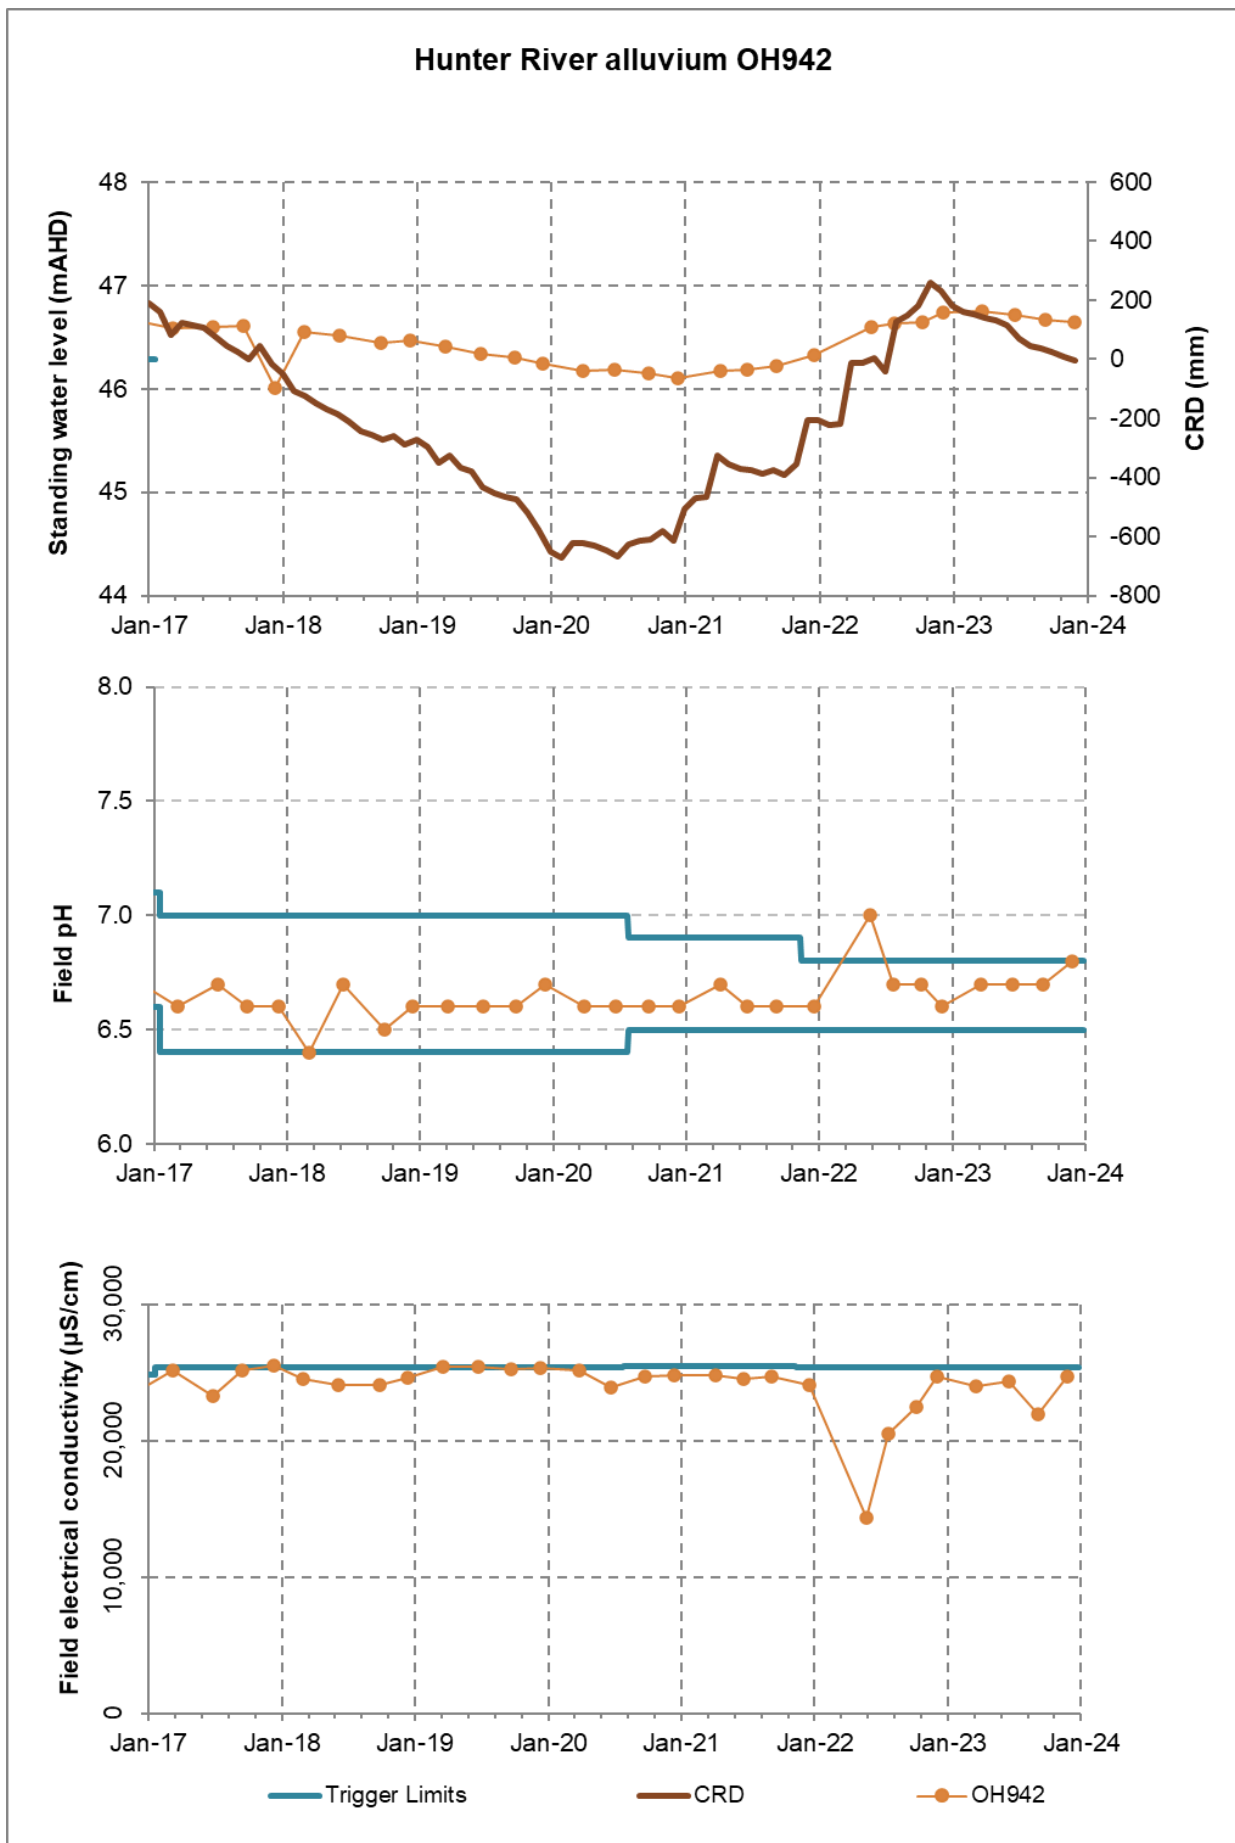 Hunter River alluvium OH942
Standing water level (mAHD)
48
47
46
45
44
600
400
200
0
-200
-400
-600
-800
CRD (mm)
Jan-17 Jan-18 Jan-19 Jan-20 Jan-21 Jan-22 Jan-23 Jan-24
Field pH
8.0
7.5
7.0
6.5
6.0
Jan-17 Jan-18 Jan-19 Jan-20 Jan-21 Jan-22 Jan-23 Jan-24
Field electrical conductivity (µS/cm)
30,000
20,000
10,000
0
Jan-17 Jan-18 Jan-19 Jan-20 Jan-21 Jan-22 Jan-23 Jan-24
Trigger Limits CRD OH942